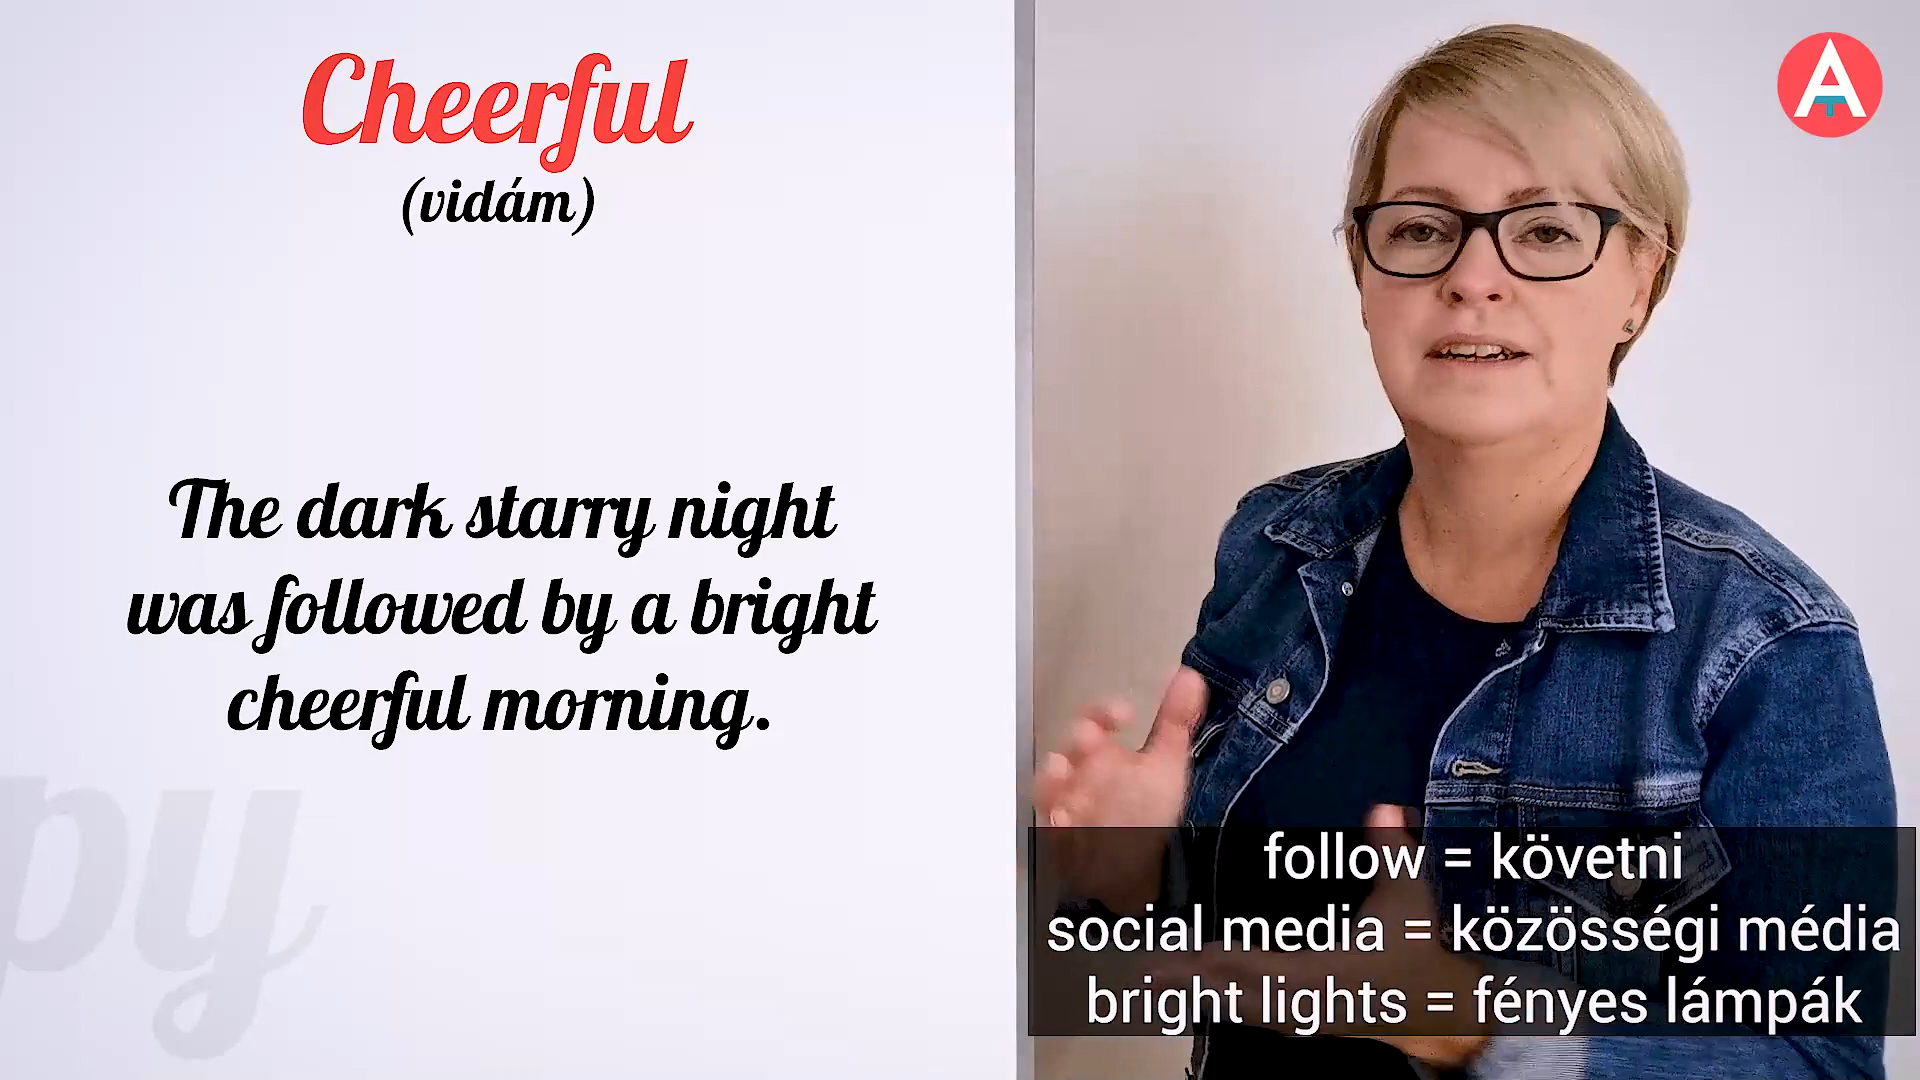 Cheerful
(vidám)
The dark starry night
was followed by a bright
cheerful morning.
py
A
T
follow = követni
social media = közösségi média
bright lights = fényes lámpák